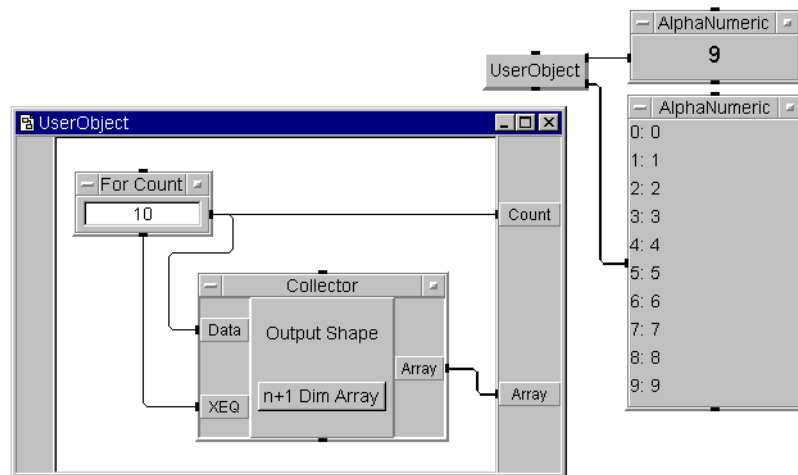 AlphaNumeric
9
UserObject
AlphaNumeric
0: 0
1: 1
2: 2
3: 3
4: 4
5: 5
6: 6
7: 7
8: 8
9: 9
UserObject
For Count
10
Count
Collector
Data
Output Shape
Array
n+1 Dim Array
XEQ
Array